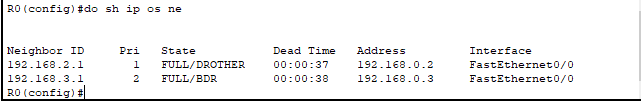 R0(config)#do sh ip os ne
Neighbor ID     Pri   State           Dead Time   Address         Interface
192.168.2.1       1   FULL/DROTHER    00:00:37    192.168.0.2     FastEthernet0/0
192.168.3.1       2   FULL/BDR        00:00:38    192.168.0.3     FastEthernet0/0
R0(config)#